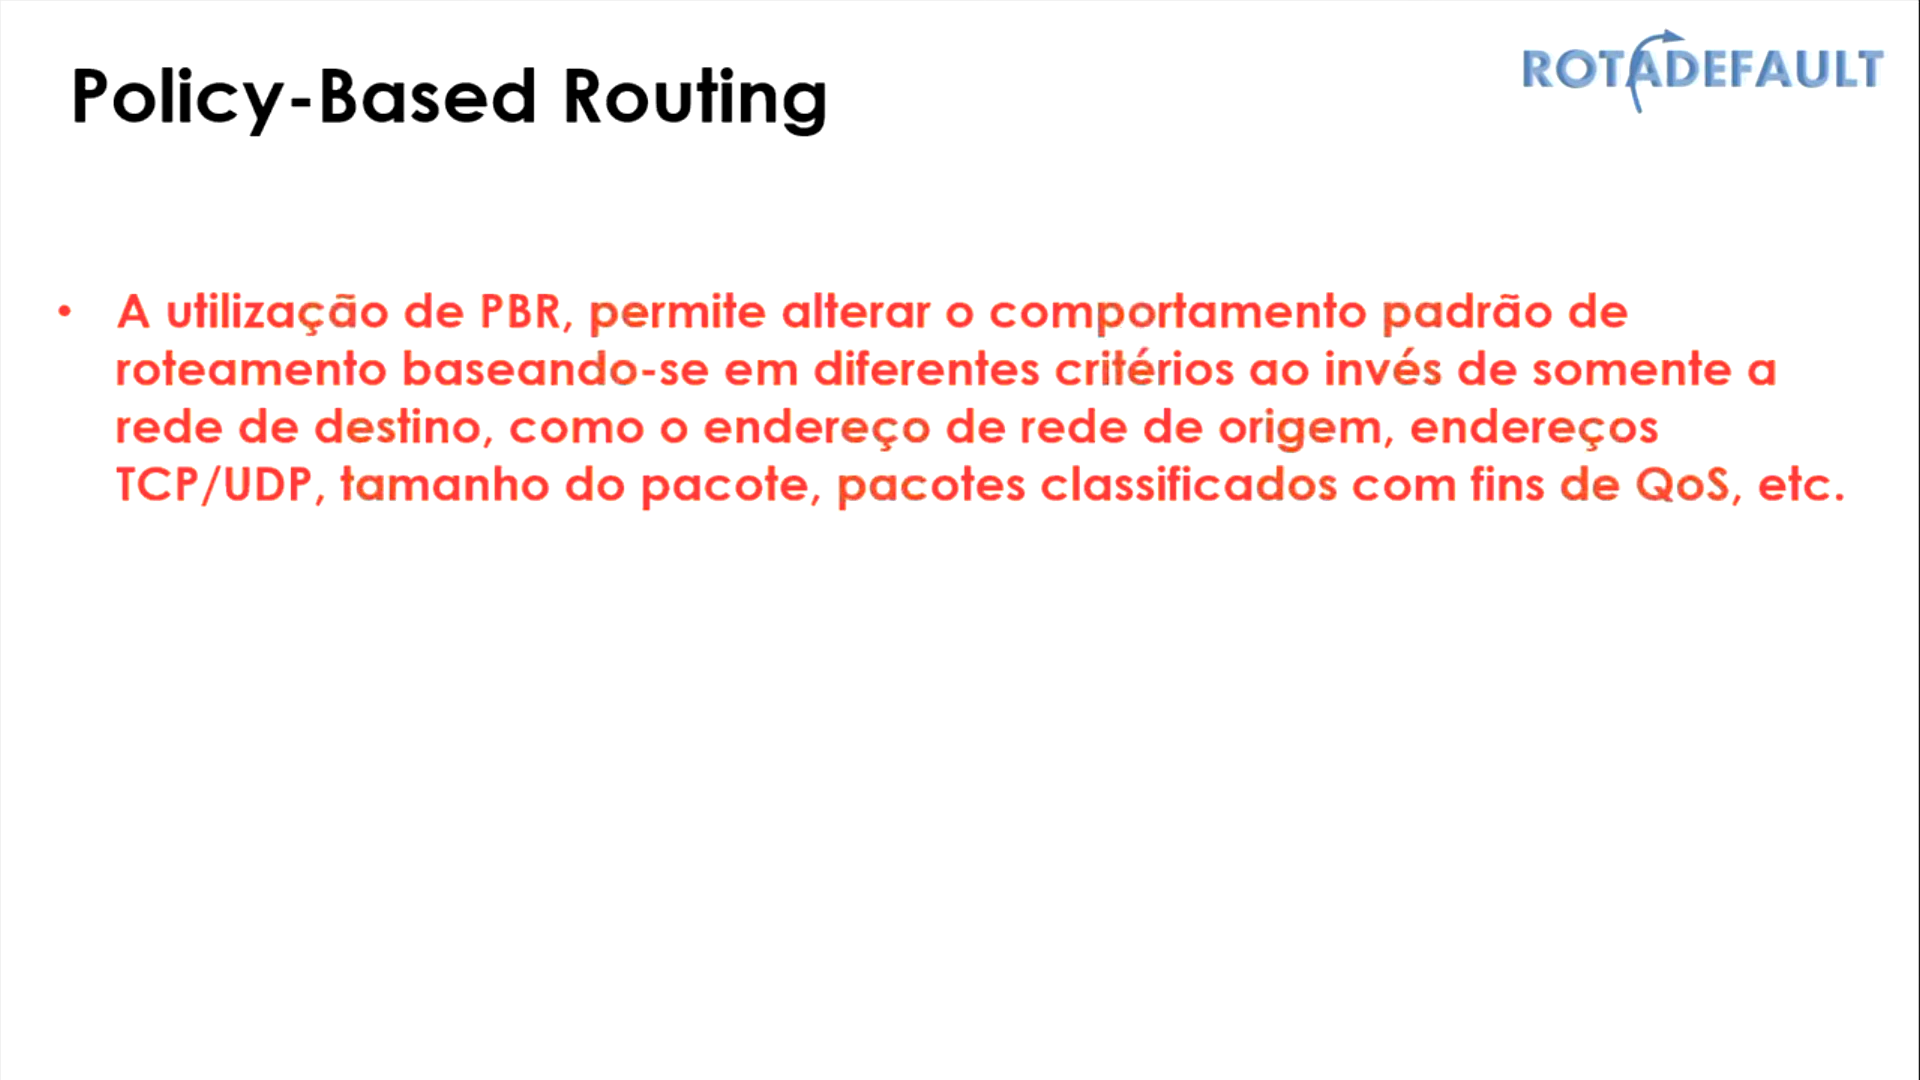 Policy-Based Routing
ROTADEFAULT
• A utilização de PBR, permite alterar o comportamento padrão de
roteamento baseando-se em diferentes critérios ao invés de somente a
rede de destino, como o endereço de rede de origem, endereços
TCP/UDP, tamanho do pacote, pacotes classificados com fins de QoS, etc.